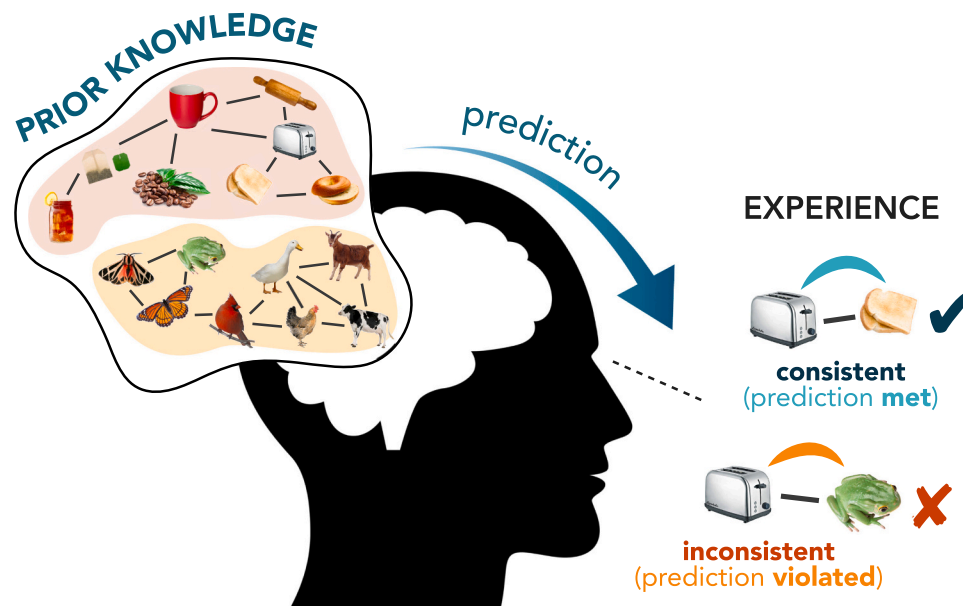 PRIOR KNOWLEDGE
prediction
EXPERIENCE
consistent
(prediction met)
inconsistent
(prediction violated)